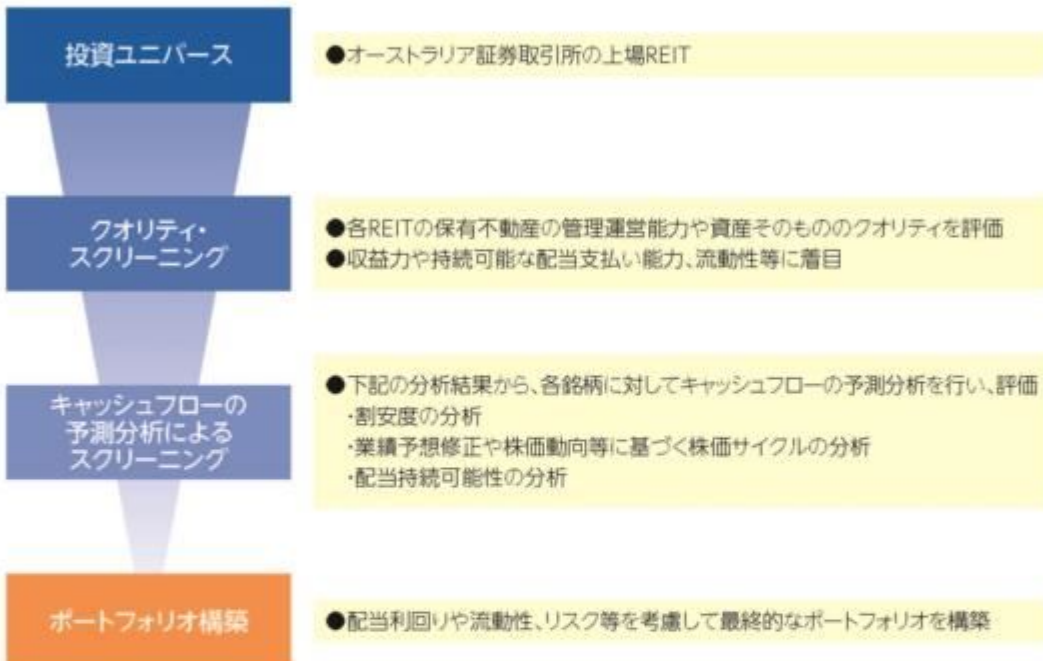 投資ユニバース
●オーストラリア証券取引所の上場REIT
クオリティ・
スクリーニング
●各REITの保有不動産の管理運営能力や資産そのもののクオリティを評価
●収益力や持続可能な配当支払い能力、流動性等に着目
キャッシュフローの
予測分析による
スクリーニング
●下記の分析結果から、各銘柄に対してキャッシュフローの予測分析を行い、評価
・割安度の分析
・業績予想修正や株価動向等に基づく株価サイクルの分析
・配当持続可能性の分析
ポートフォリオ構築
●配当利回りや流動性、リスク等を考慮して最終的なポートフォリオを構築